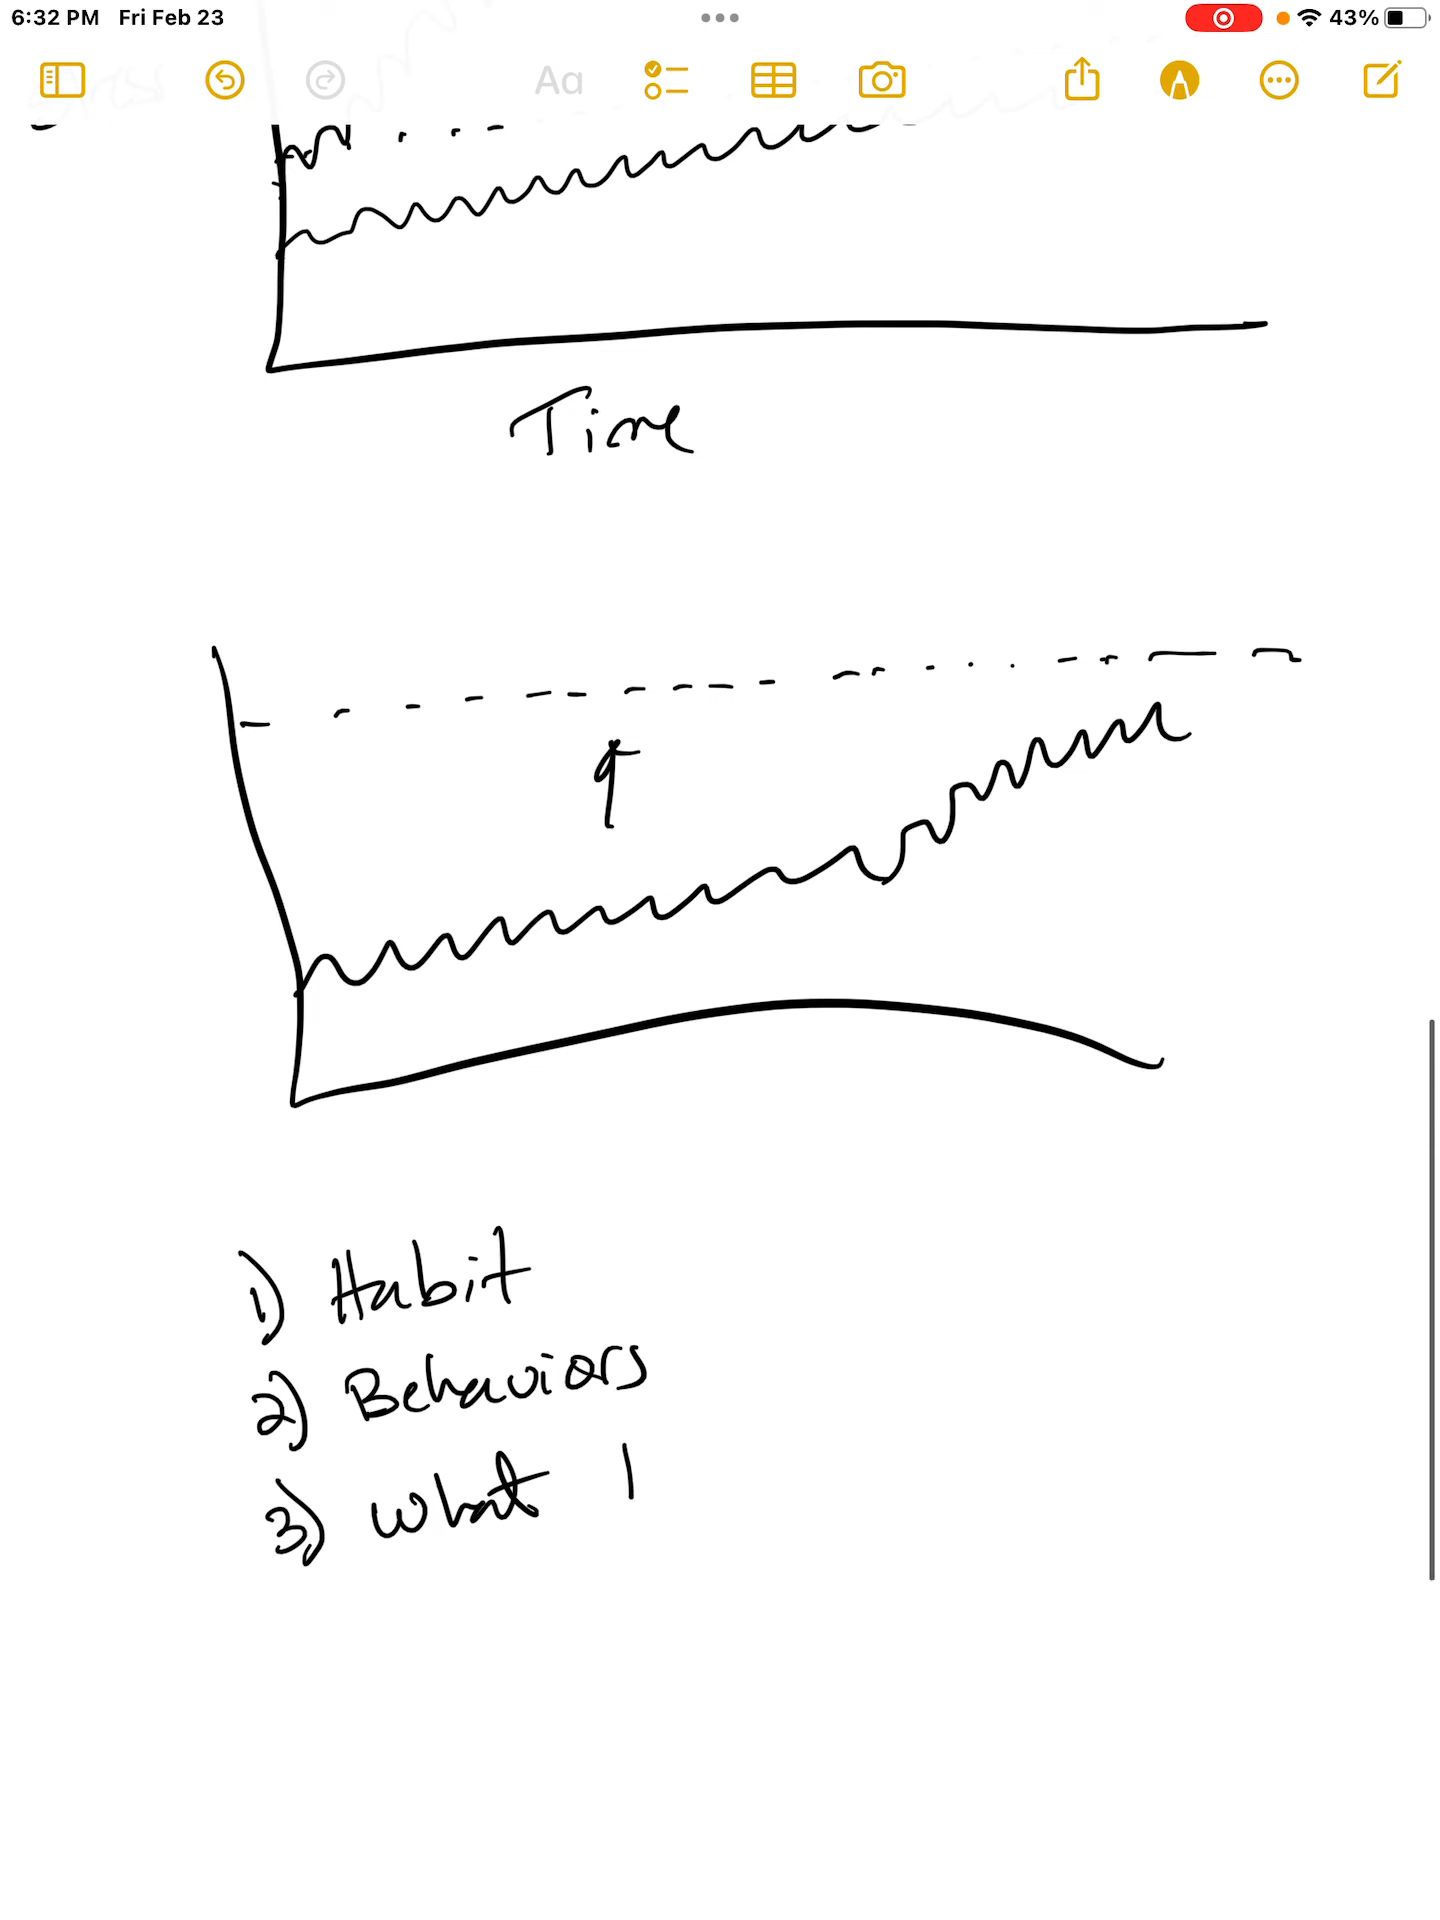 6:32 PM Fri Feb 23
43%
Aa
Time
1) Habit
2) Behaviors
3) What I